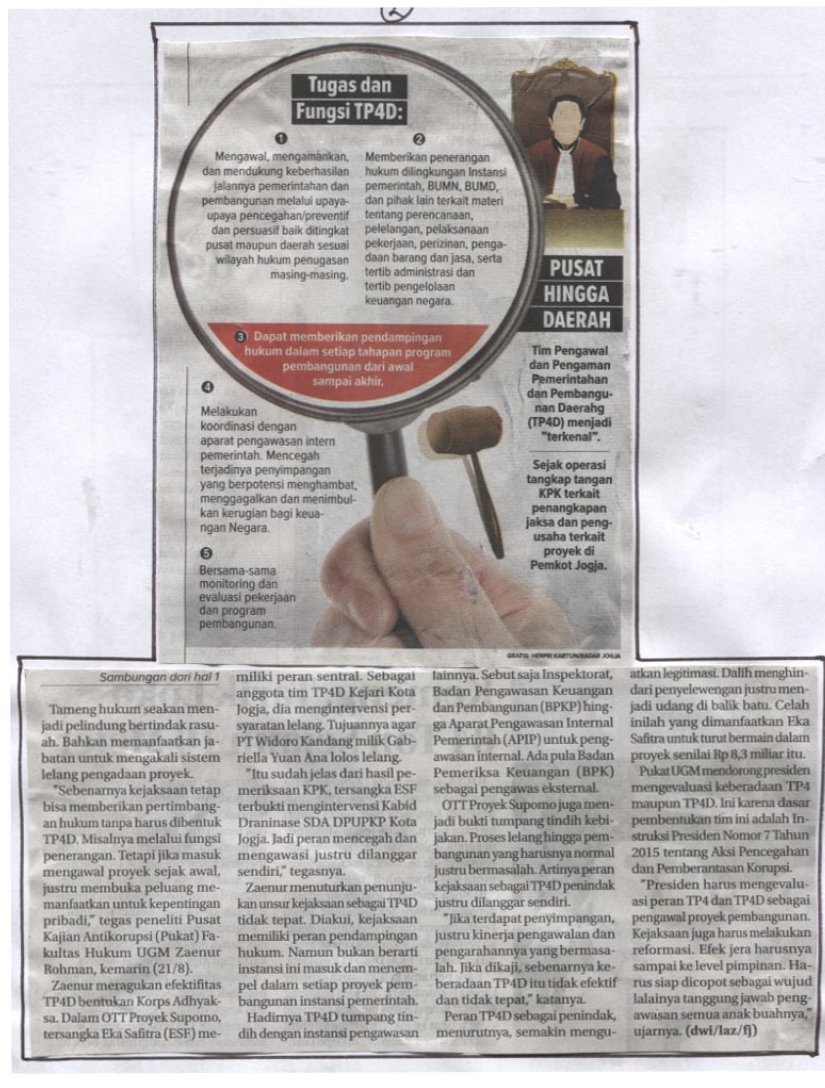 2
Tugas dan
Fungsi TP4D:
1
Mengawal, mengamankan,
dan mendukung keberhasilan
jalannya pemerintahan dan
pembangunan melalui upaya-
upaya pencegahan/preventif
dan persuasif baik ditingkat
pusat maupun daerah sesuai
wilayah hukum penugasan
masing-masing.
2
Memberikan penerangan
hukum dilingkungan Instansi
pemerintah, BUMN, BUMD,
dan pihak lain terkait materi
tentang perencanaan,
pelelangan, pelaksanaan
pekerjaan, perizinan, penga-
daan barang dan jasa, serta
tertib administrasi dan
tertib pengelolaan
keuangan negara.
3 Dapat memberikan pendampingan
hukum dalam setiap tahapan program
pembangunan dari awal
sampai akhir.
4
Melakukan
koordinasi dengan
aparat pengawasan intern
pemerintah. Mencegah
terjadinya penyimpangan
yang berpotensi menghambat,
menggagalkan dan menimbul-
kan kerugian bagi keua-
ngan Negara.
5
Bersama-sama
monitoring dan
evaluasi pekerjaan
dan program
pembangunan.
PUSAT
HINGGA
DAERAH
Tim Pengawal
dan Pengaman
Pemerintahan
dan Pembangu-
nan Daerahg
(TP4D) menjadi
"terkenal".
Sejak operasi
tangkap tangan
KPK terkait
penangkapan
jaksa dan peng-
usaha terkait
proyek di
Pemkot Jogja.
GRAFIS: HERPRI KARTUN/RADAR JOGJA
Sambungan dari hal 1
Tameng hukum seakan men-
jadi pelindung bertindak rasu-
ah. Bahkan memanfaatkan ja-
batan untuk mengakali sistem
lelang pengadaan proyek.
"Sebenarnya kejaksaan tetap
bisa memberikan pertimbang-
an hukum tanpa harus dibentuk
TP4D. Misalnya melalui fungsi
penerangan. Tetapi jika masuk
mengawal proyek sejak awal,
justru membuka peluang me-
manfaatkan untuk kepentingan
pribadi," tegas peneliti Pusat
Kajian Antikorupsi (Pukat) Fa-
kultas Hukum UGM Zaenur
Rohman, kemarin (21/8).
Zaenur meragukan efektifitas
TP4D bentukan Korps Adhyak-
sa. Dalam OTT Proyek Supomo,
tersangka Eka Safitra (ESF) me-
miliki peran sentral. Sebagai
anggota tim TP4D Kejari Kota
Jogja, dia mengintervensi per-
syaratan lelang. Tujuannya agar
PT Widoro Kandang milik Gab-
riella Yuan Ana lolos lelang.
"Itu sudah jelas dari hasil pe-
meriksaan KPK, tersangka ESF
terbukti mengintervensi Kabid
Draninase SDA DPUPKP Kota
Jogja. Jadi peran mencegah dan
mengawasi justru dilanggar
sendiri," tegasnya.
Zaenur menuturkan penunju-
kan unsur kejaksaan sebagai TP4D
tidak tepat. Diakui, kejaksaan
memiliki peran pendampingan
hukum. Namun bukan berarti
instansi ini masuk dan menem-
pel dalam setiap proyek pem-
bangunan instansi pemerintah.
Hadirnya TP4D tumpang tin-
dih dengan instansi pengawasan
lainnya. Sebut saja Inspektorat,
Badan Pengawasan Keuangan
dan Pembangunan (BPKP) hing-
ga Aparat Pengawasan Internal
Pemerintah (APIP) untuk peng-
awasan internal. Ada pula Badan
Pemeriksa Keuangan (BPK)
sebagai pengawas eksternal.
OTT Proyek Supomo juga men-
jadi bukti tumpang tindih kebi-
jakan. Proses lelang hingga pem-
bangunan yang harusnya normal
justru bermasalah. Artinya peran
kejaksaan sebagai TP4D penindak
justru dilanggar sendiri.
"Jika terdapat penyimpangan,
justru kinerja pengawalan dan
pengarahannya yang bermasa-
lah. Jika dikaji, sebenarnya ke-
beradaan TP4D itu tidak efektif
dan tidak tepat," katanya.
Peran TP4D sebagai penindak,
menurutnya, semakin mengu-
atkan legitimasi. Dalih menghin-
dari penyelewengan justru men-
jadi udang di balik batu. Celah
inilah yang dimanfaatkan Eka
Safitra untuk turut bermain dalam
proyek senilai Rp 8,3 miliar itu.
Pukat UGM mendorong presiden
mengevaluasi keberadaan TP4
maupun TP4D. Ini karena dasar
pembentukan tim ini adalah In-
struksi Presiden Nomor 7 Tahun
2015 tentang Aksi Pencegahan
dan Pemberantasan Korupsi.
"Presiden harus mengevalu-
asi peran TP4 dan TP4D sebagai
pengawal proyek pembangunan.
Kejaksaan juga harus melakukan
reformasi. Efek jera harusnya
sampai ke level pimpinan. Ha-
rus siap dicopot sebagai wujud
lalainya tanggung jawab peng-
awasan semua anak buahnya,"
ujarnya. (dwi/laz/fj)